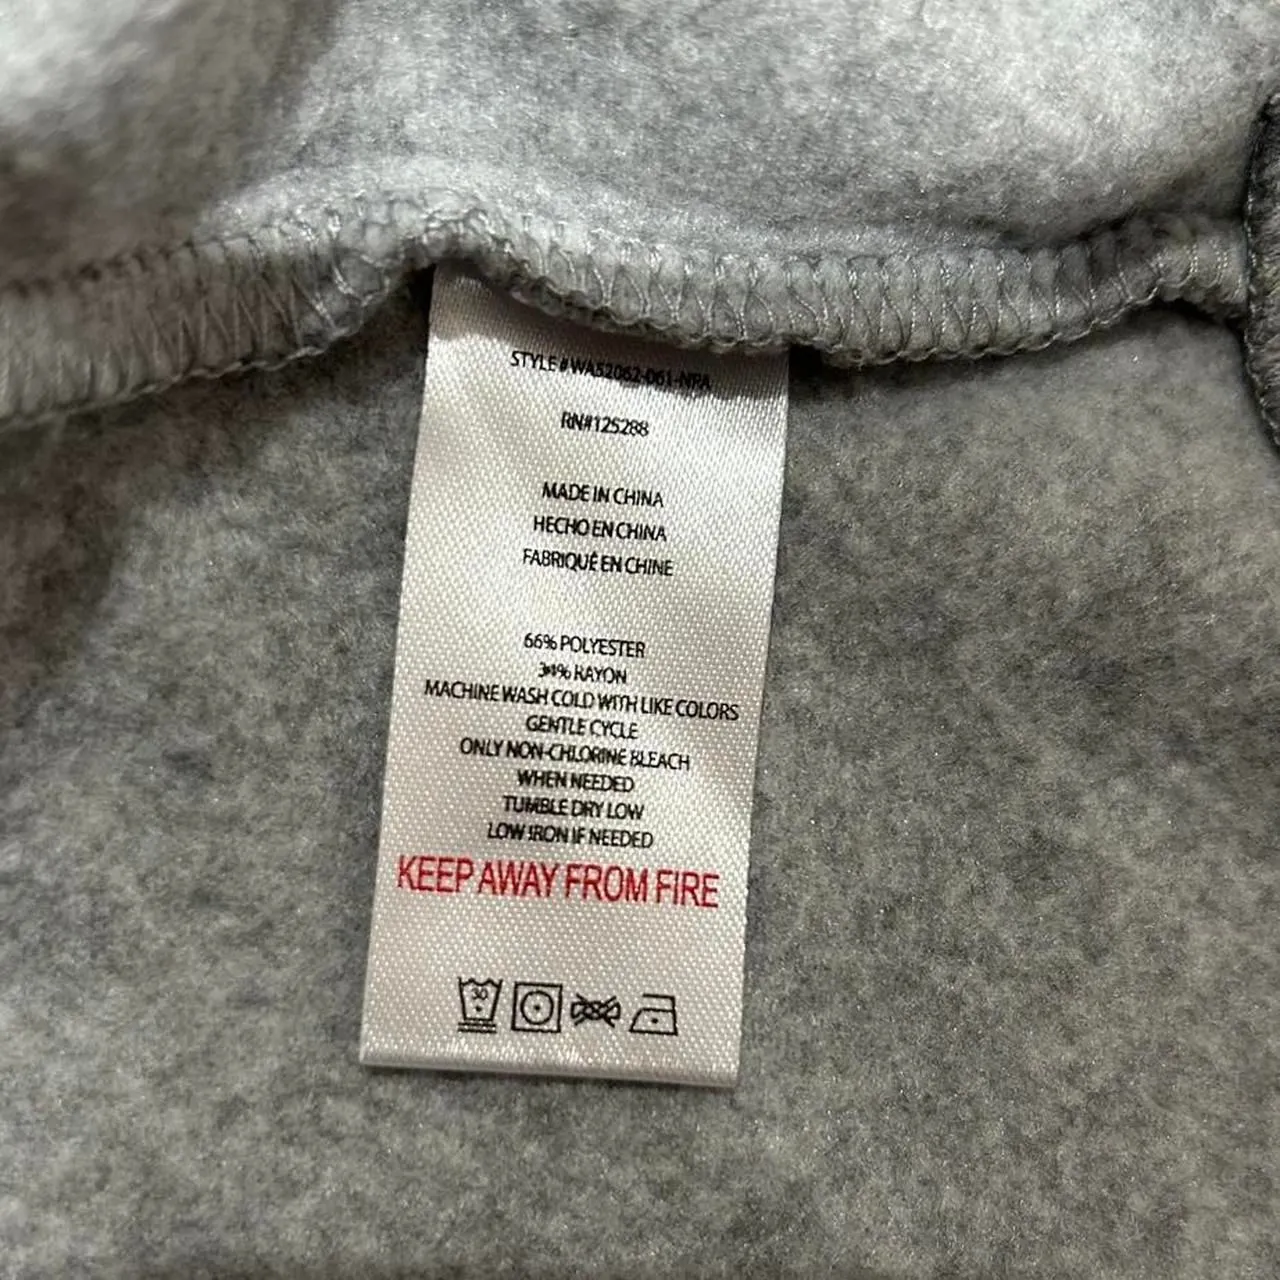 STYLE # WA52062-061-NPA
RN#125288
MADE IN CHINA
HECHO EN CHINA
FABRIQUÉ EN CHINE
66% POLYESTER
34% RAYON
MACHINE WASH COLD WITH LIKE COLORS
GENTLE CYCLE
ONLY NON-CHLORINE BLEACH
WHEN NEEDED
TUMBLE DRY LOW
LOW IRON IF NEEDED
KEEP AWAY FROM FIRE
30